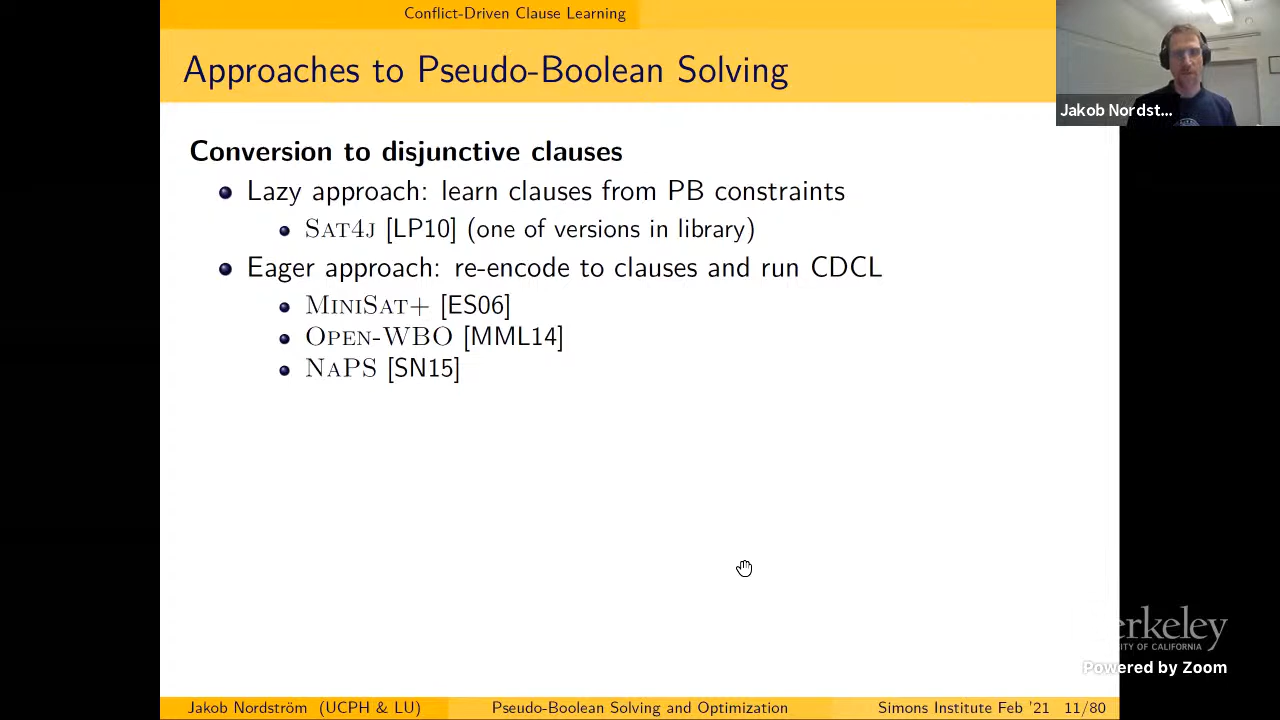 Conflict-Driven Clause Learning
Approaches to Pseudo-Boolean Solving
Jakob Nordst...
Conversion to disjunctive clauses
Lazy approach: learn clauses from PB constraints
SAT4J [LP10] (one of versions in library)
Eager approach: re-encode to clauses and run CDCL
MINISAT+ [ES06]
OPEN-WBO [MML14]
NAPS [SN15]
Powered by Zoom
Jakob Nordström (UCPH & LU) Pseudo-Boolean Solving and Optimization Simons Institute Feb '21 11/80